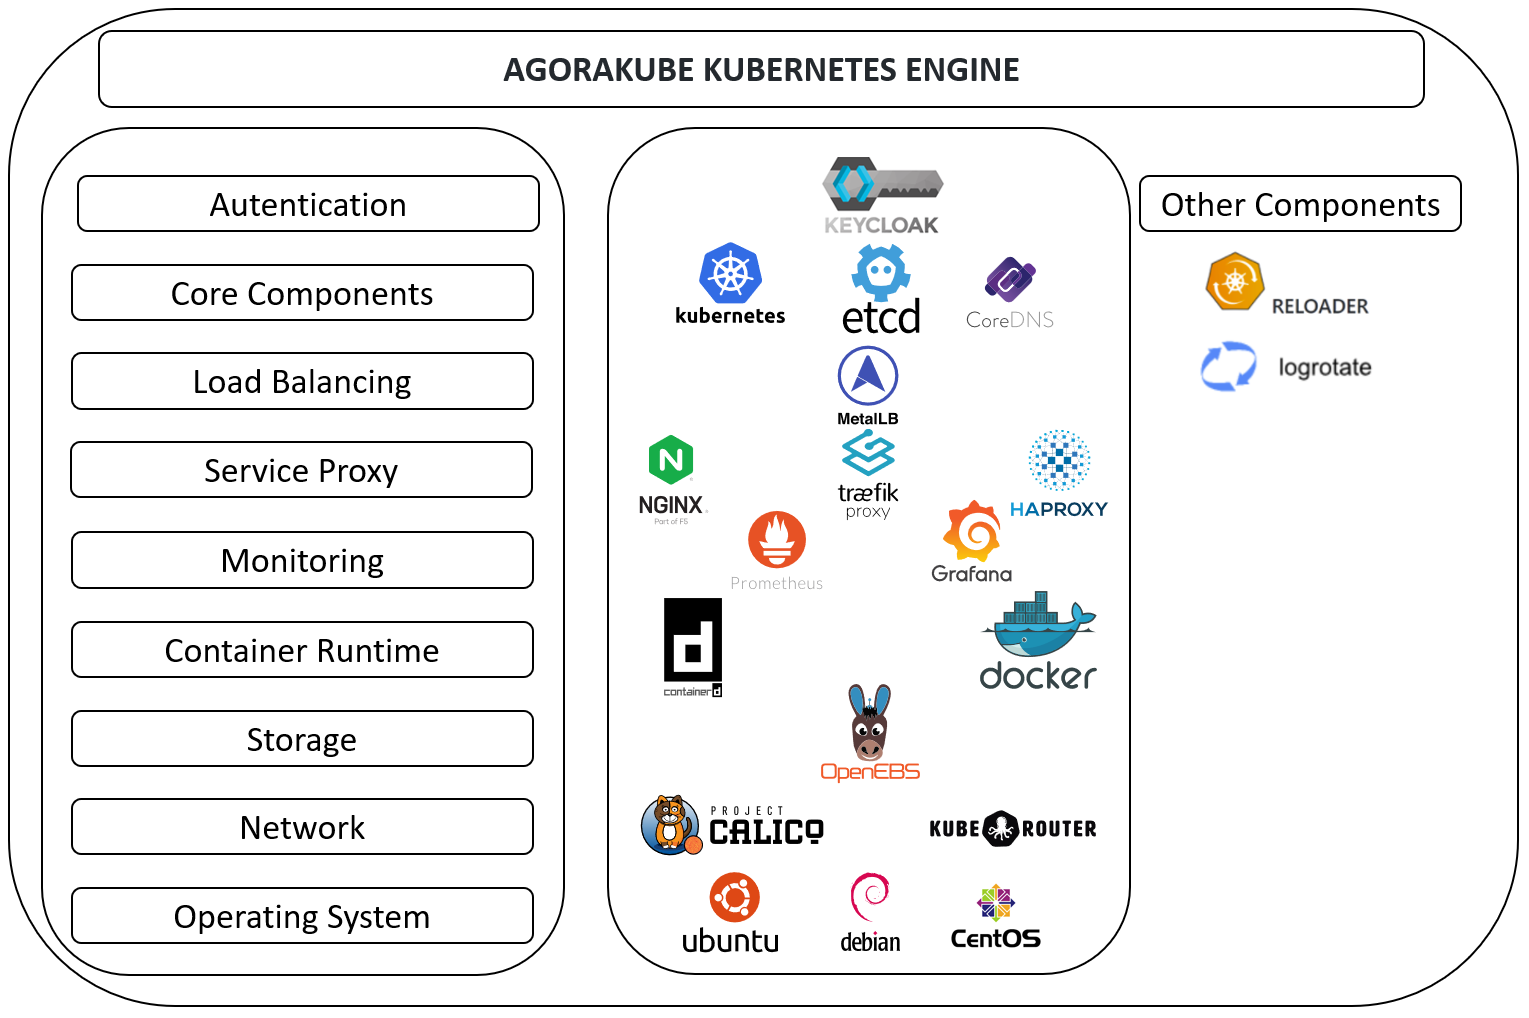 AGORAKUBE KUBERNETES ENGINE
Autentication
Core Components
Load Balancing
Service Proxy
Monitoring
Container Runtime
Storage
Network
Operating System
KEYCLOAK
kubernetes
etcd
CoreDNS
MetalLB
NGINX
Part of F5
træfik
proxy
HAPROXY
Prometheus
Grafana
d
containerd
docker
OpenEBS
PROJECT
CALICO
KUBE ROUTER
ubuntu
debian
CentOS
Other Components
RELOADER
logrotate